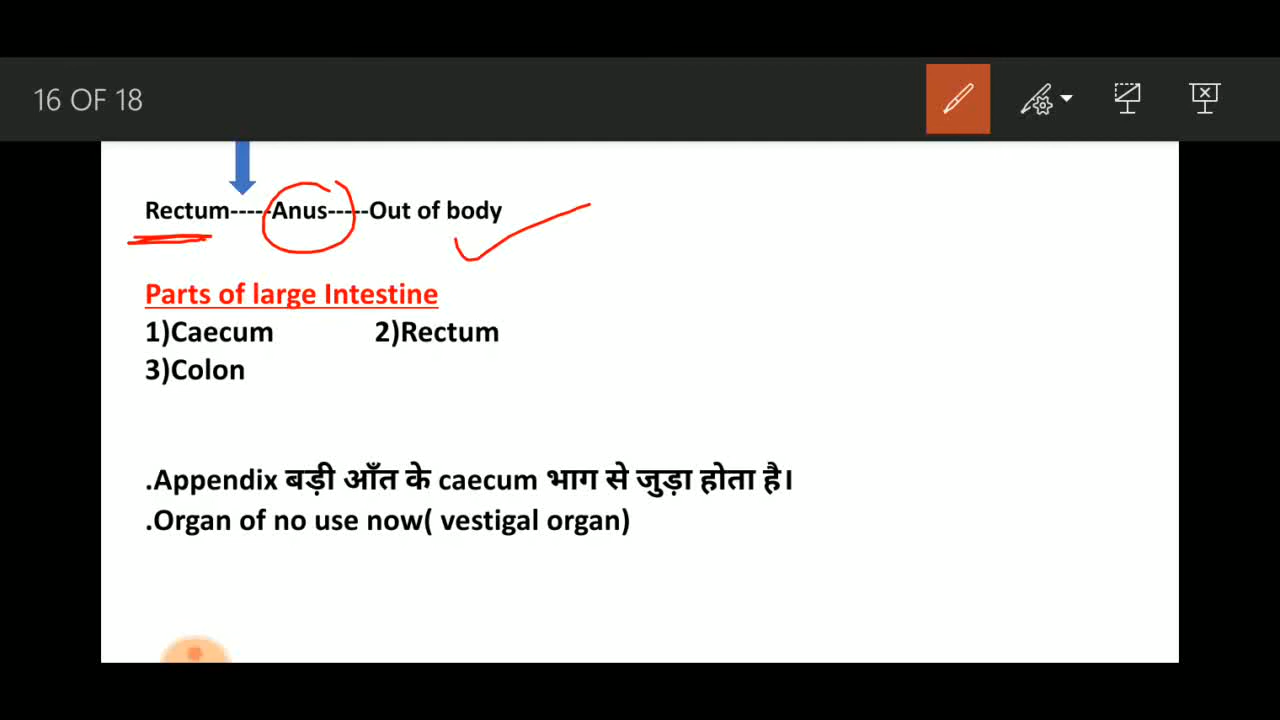 16 OF 18
Rectum-----Anus-----Out of body
Parts of large Intestine
1)Caecum 2)Rectum
3)Colon
.Appendix बड़ी आँत के caecum भाग से जुड़ा होता है।
.Organ of no use now( vestigal organ)